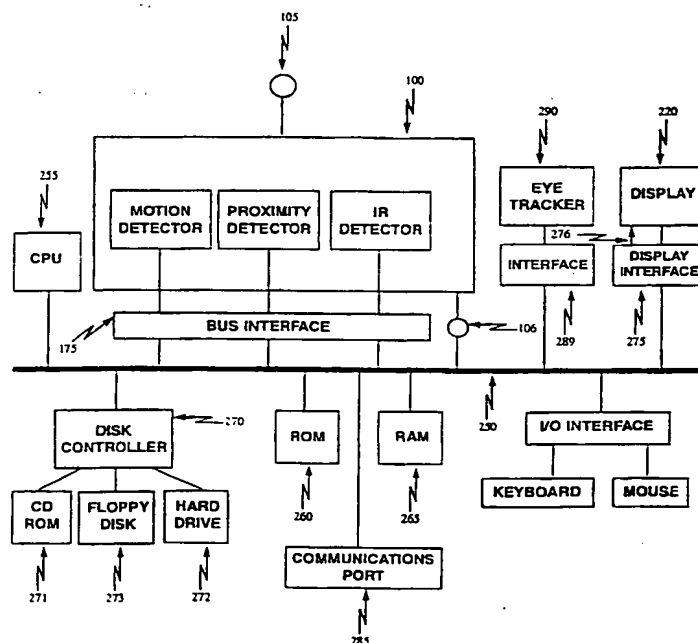 105
100
290
220
255
EYE
TRACKER
DISPLAY
MOTION
DETECTOR
PROXIMITY
DETECTOR
IR
DETECTOR
276
CPU
INTERFACE
DISPLAY
INTERFACE
BUS INTERFACE
175
106
289
275
250
270
DISK
CONTROLLER
ROM
RAM
I/O INTERFACE
CD
ROM
FLOPPY
DISK
HARD
DRIVE
260
265
KEYBOARD
MOUSE
COMMUNICATIONS
PORT
271
273
272
285